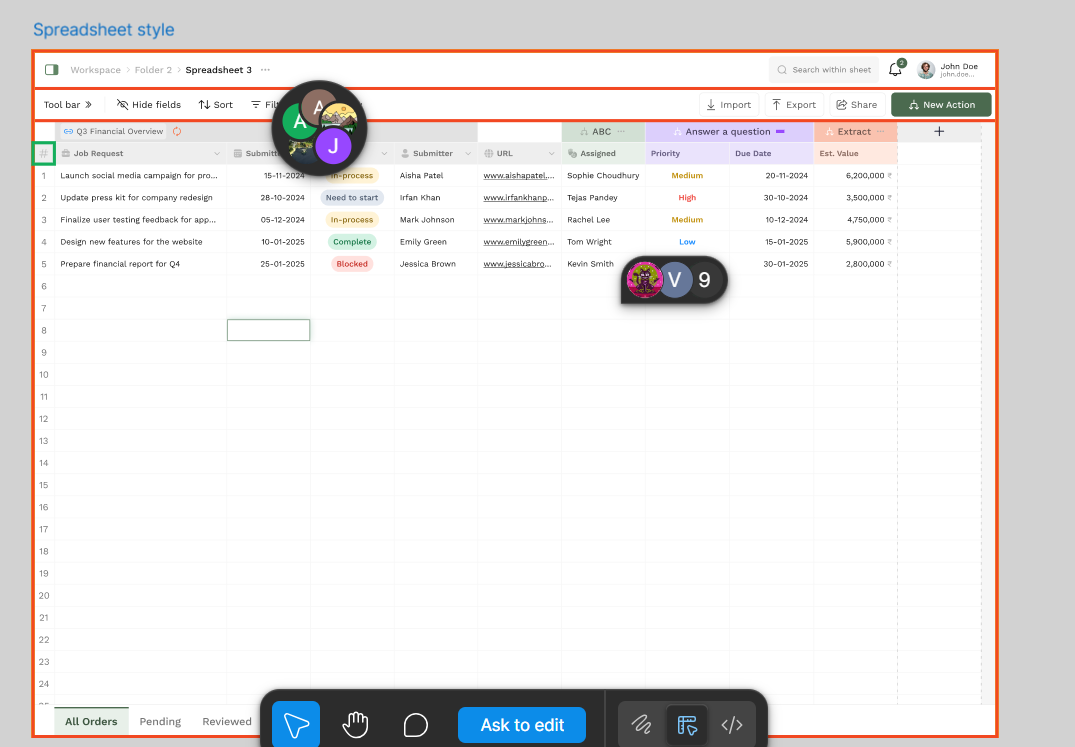 Spreadsheet style
Workspace > Folder 2 > Spreadsheet 3 ...
Search within sheet
2
John Doe
john.doe...
Tool bar
Hide fields
Sort
Import
Export
Share
New Action
Q3 Financial Overview
ABC ...
Answer a question
Extract ...
+
# Job Request
Submitter
URL
Assigned
Priority
Due Date
Est. Value
1 Launch social media campaign for pro... 15-11-2024 In-process Aisha Patel www.aishapatel.... Sophie Choudhury Medium 20-11-2024 6,200,000 ₹
2 Update press kit for company redesign 28-10-2024 Need to start Irfan Khan www.irfankhanp... Tejas Pandey High 30-10-2024 3,500,000 ₹
3 Finalize user testing feedback for app... 05-12-2024 In-process Mark Johnson www.markjohns... Rachel Lee Medium 10-12-2024 4,750,000 ₹
4 Design new features for the website 10-01-2025 Complete Emily Green www.emilygreen... Tom Wright Low 15-01-2025 5,900,000 ₹
5 Prepare financial report for Q4 25-01-2025 Blocked Jessica Brown www.jessicabro... Kevin Smith 30-01-2025 2,800,000 ₹
A
A
J
V 9
6
7
8
9
10
11
12
13
14
15
16
17
18
19
20
21
22
23
24
All Orders
Pending
Reviewed
Ask to edit